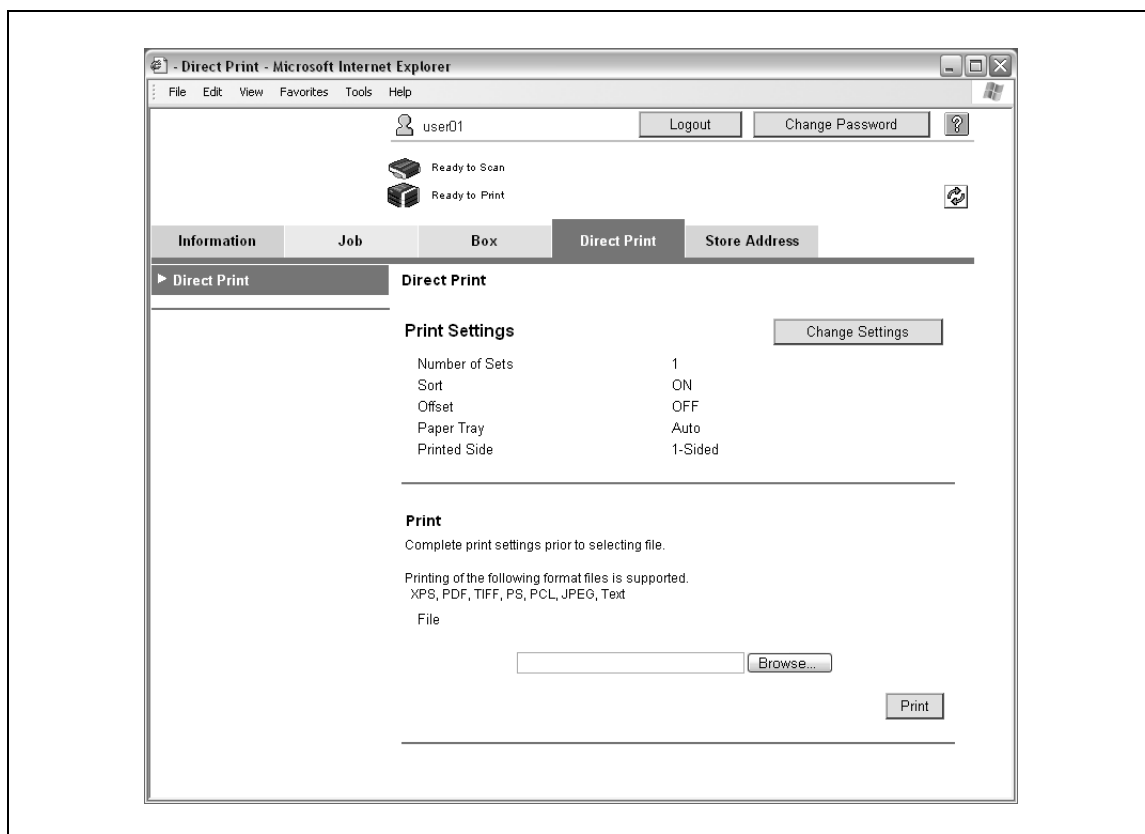 - Direct Print - Microsoft Internet Explorer
File Edit View Favorites Tools Help
user01 Logout Change Password ?
Ready to Scan
Ready to Print
Information Job Box Direct Print Store Address
Direct Print Direct Print
Print Settings Change Settings
Number of Sets 1
Sort ON
Offset OFF
Paper Tray Auto
Printed Side 1-Sided
Print
Complete print settings prior to selecting file.
Printing of the following format files is supported.
XPS, PDF, TIFF, PS, PCL, JPEG, Text
File
Browse...
Print